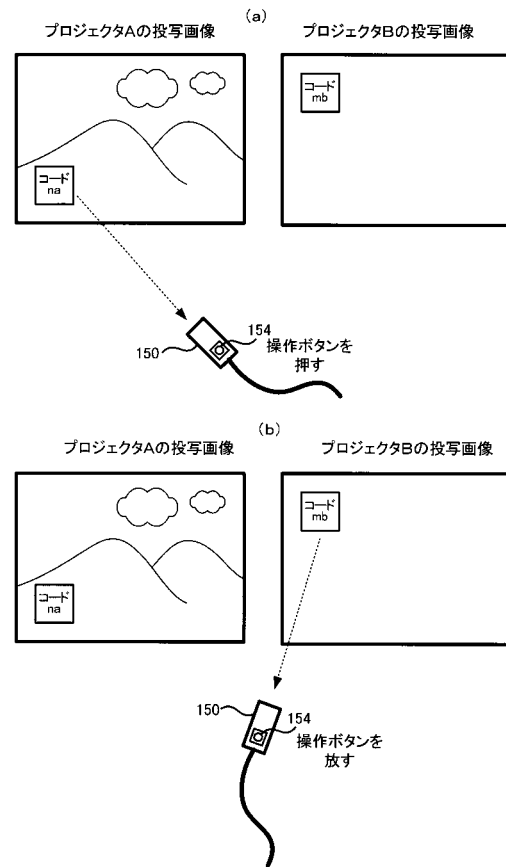 (a)
プロジェクタAの投写画像
プロジェクタBの投写画像
コード
na
コード
mb
150
154
操作ボタンを
押す
(b)
プロジェクタAの投写画像
プロジェクタBの投写画像
コード
na
コード
mb
150
154
操作ボタンを
放す